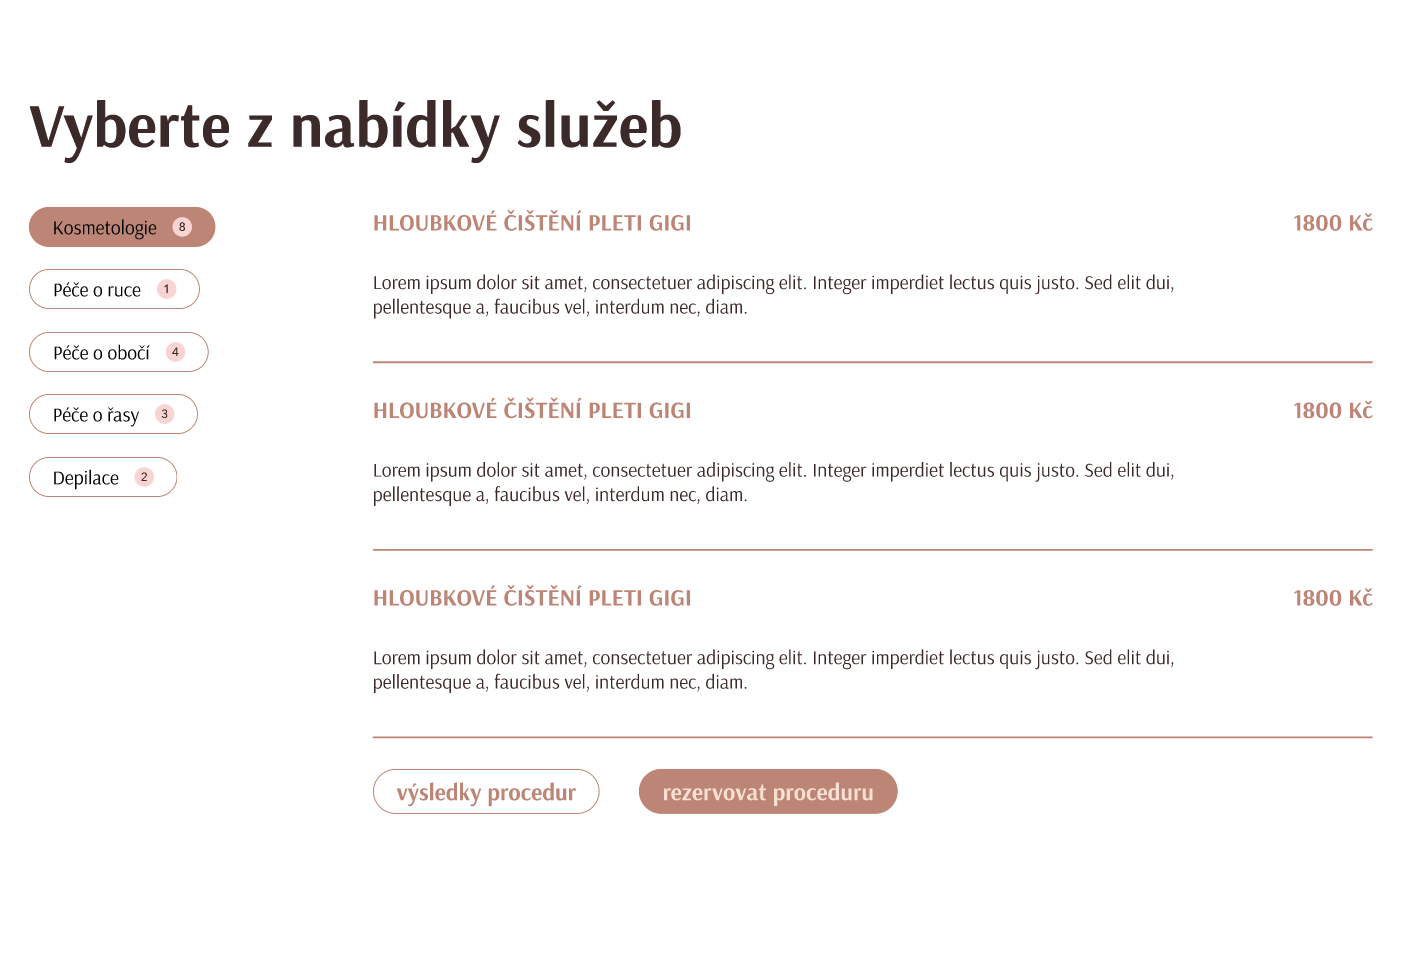 Vyberte z nabídky služeb
Kosmetologie 8
Péče o ruce 1
Péče o obočí 4
Péče o řasy 3
Depilace 2
HLOUBKOVÉ ČIŠTĚNÍ PLETI GIGI 1800 Kč
Lorem ipsum dolor sit amet, consectetuer adipiscing elit. Integer imperdiet lectus quis justo. Sed elit dui,
pellentesque a, faucibus vel, interdum nec, diam.
HLOUBKOVÉ ČIŠTĚNÍ PLETI GIGI 1800 Kč
Lorem ipsum dolor sit amet, consectetuer adipiscing elit. Integer imperdiet lectus quis justo. Sed elit dui,
pellentesque a, faucibus vel, interdum nec, diam.
HLOUBKOVÉ ČIŠTĚNÍ PLETI GIGI 1800 Kč
Lorem ipsum dolor sit amet, consectetuer adipiscing elit. Integer imperdiet lectus quis justo. Sed elit dui,
pellentesque a, faucibus vel, interdum nec, diam.
výsledky procedur
rezervovat proceduru